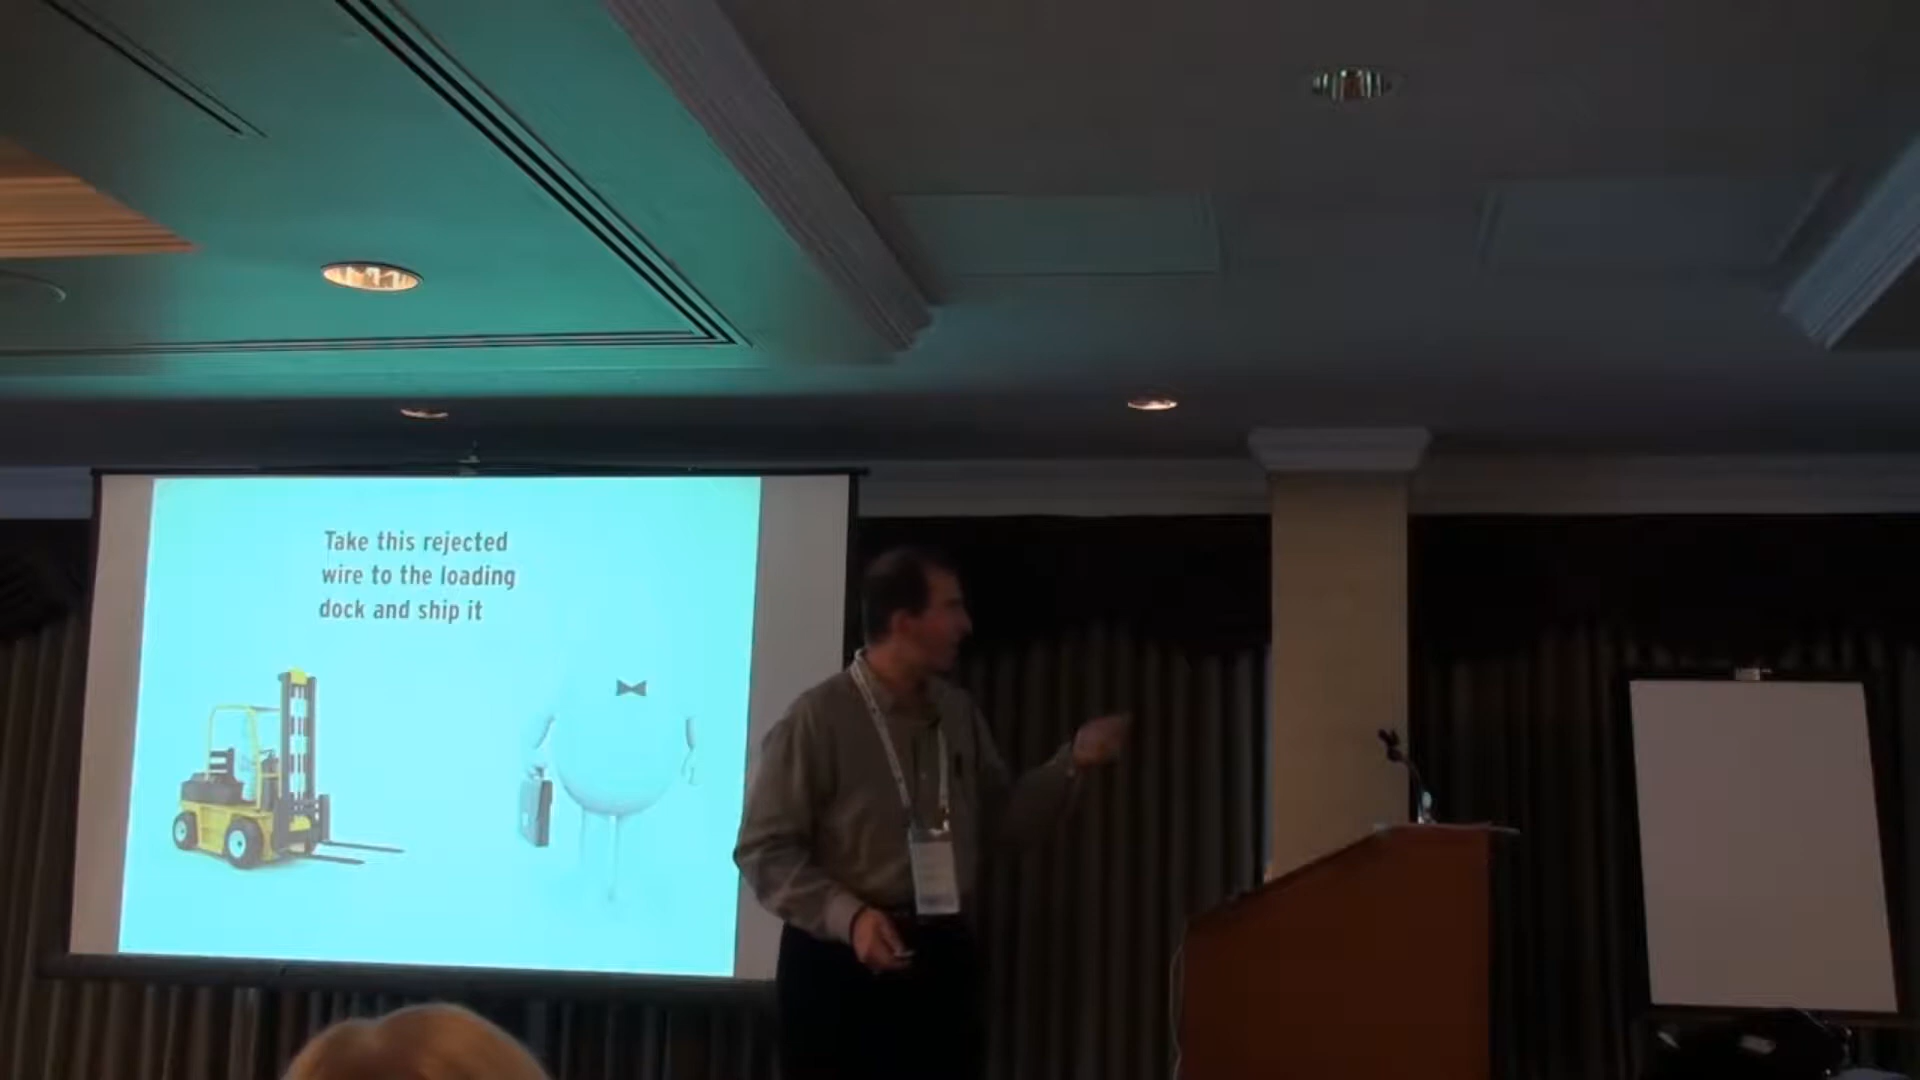 Take this rejected
wire to the loading
dock and ship it